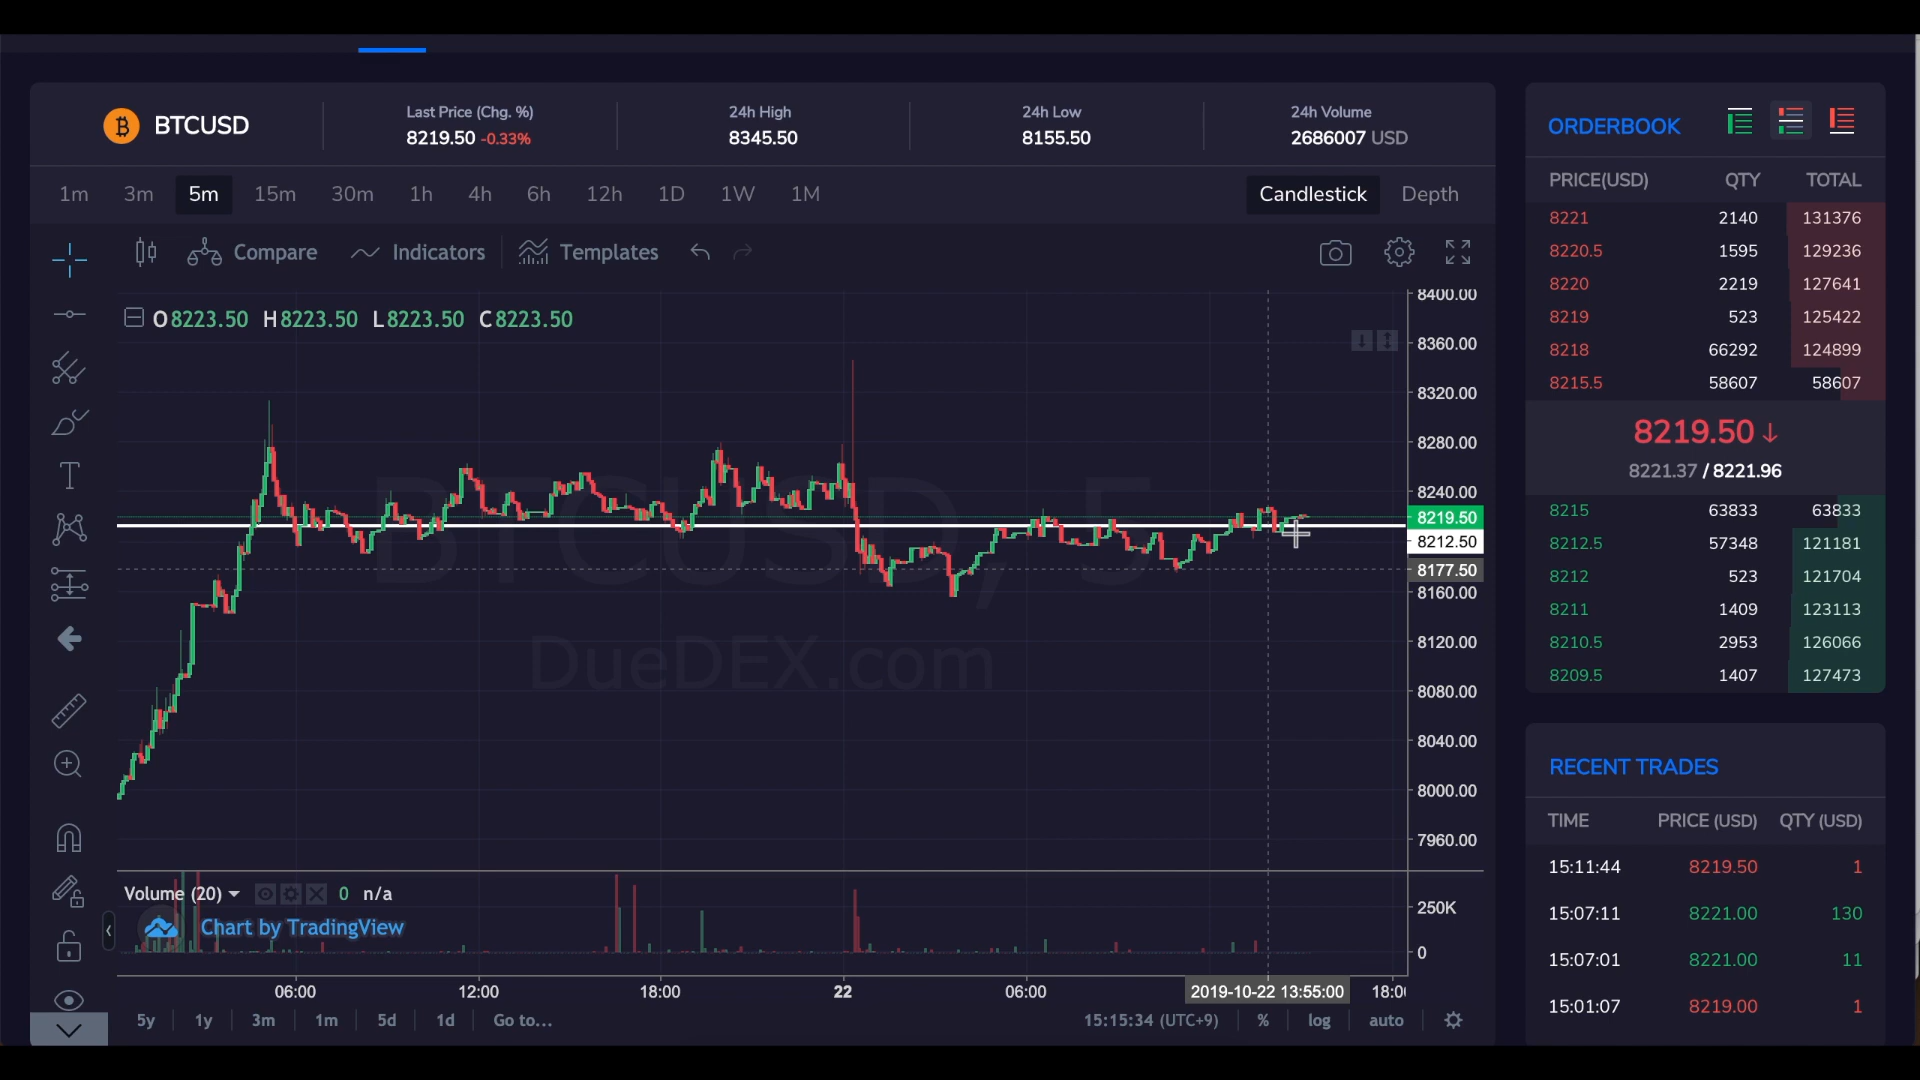 BTCUSD
Last Price (Chg. %)
8219.50 -0.33%
24h High
8345.50
24h Low
8155.50
24h Volume
2686007 USD
1m 3m 5m 15m 30m 1h 4h 6h 12h 1D 1W 1M
Candlestick Depth
Compare Indicators Templates
O8223.50 H8223.50 L8223.50 C8223.50
BTCUSD, 5
DueDEX.com
8400.00
8360.00
8320.00
8280.00
8240.00
8219.50
8212.50
8177.50
8160.00
8120.00
8080.00
8040.00
8000.00
7960.00
Volume (20) 0 n/a
250K
Chart by TradingView
0
06:00 12:00 18:00 22 06:00 2019-10-22 13:55:00 18:0
5y 1y 3m 1m 5d 1d Go to... 15:15:34 (UTC+9) % log auto
ORDERBOOK
PRICE(USD) QTY TOTAL
8221 2140 131376
8220.5 1595 129236
8220 2219 127641
8219 523 125422
8218 66292 124899
8215.5 58607 58607
8219.50↓
8221.37 / 8221.96
8215 63833 63833
8212.5 57348 121181
8212 523 121704
8211 1409 123113
8210.5 2953 126066
8209.5 1407 127473
RECENT TRADES
TIME PRICE (USD) QTY (USD)
15:11:44 8219.50 1
15:07:11 8221.00 130
15:07:01 8221.00 11
15:01:07 8219.00 1